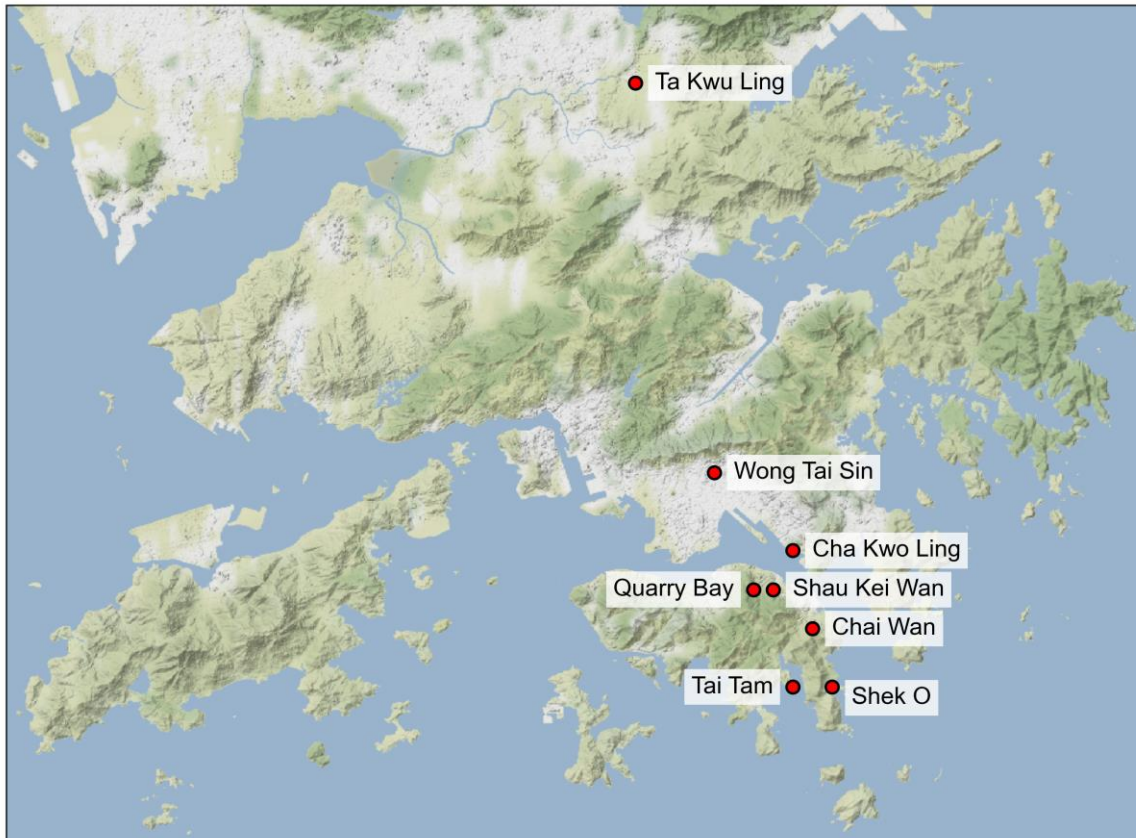 Ta Kwu Ling
Wong Tai Sin
Cha Kwo Ling
Quarry Bay
Shau Kei Wan
Chai Wan
Tai Tam
Shek O